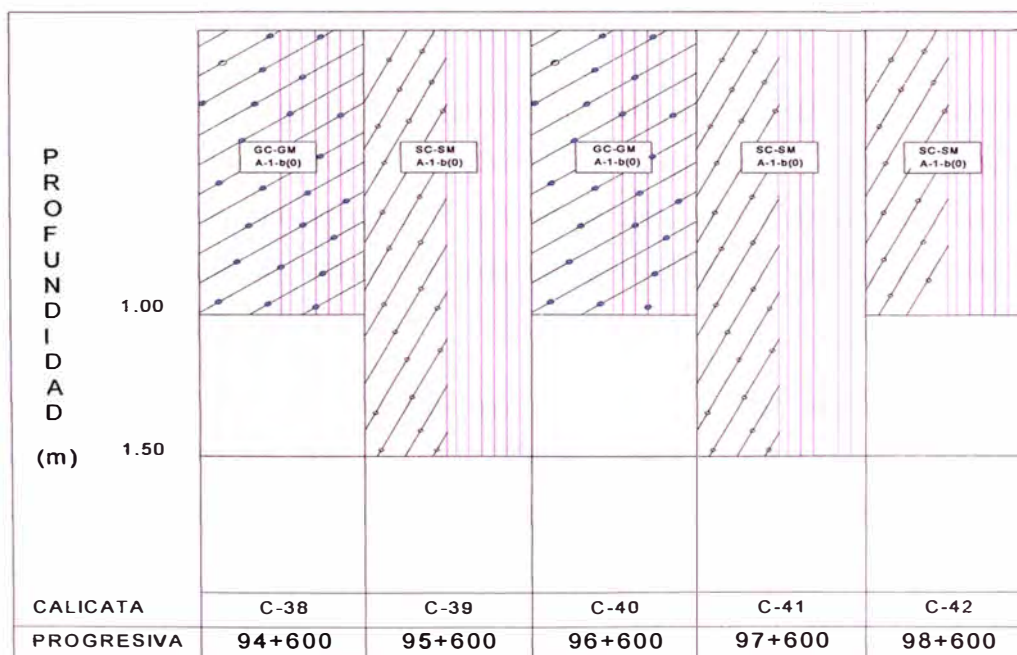 PROFUNDIDAD
(m)
1.00
1.50
GC-GM
A-1-b(0)
SC-SM
A-1-b(0)
GC-GM
A-1-b(0)
SC-SM
A-1-b(0)
SC-SM
A-1-b(0)
CALICATA C-38 C-39 C-40 C-41 C-42
PROGRESIVA 94+600 95+600 96+600 97+600 98+600